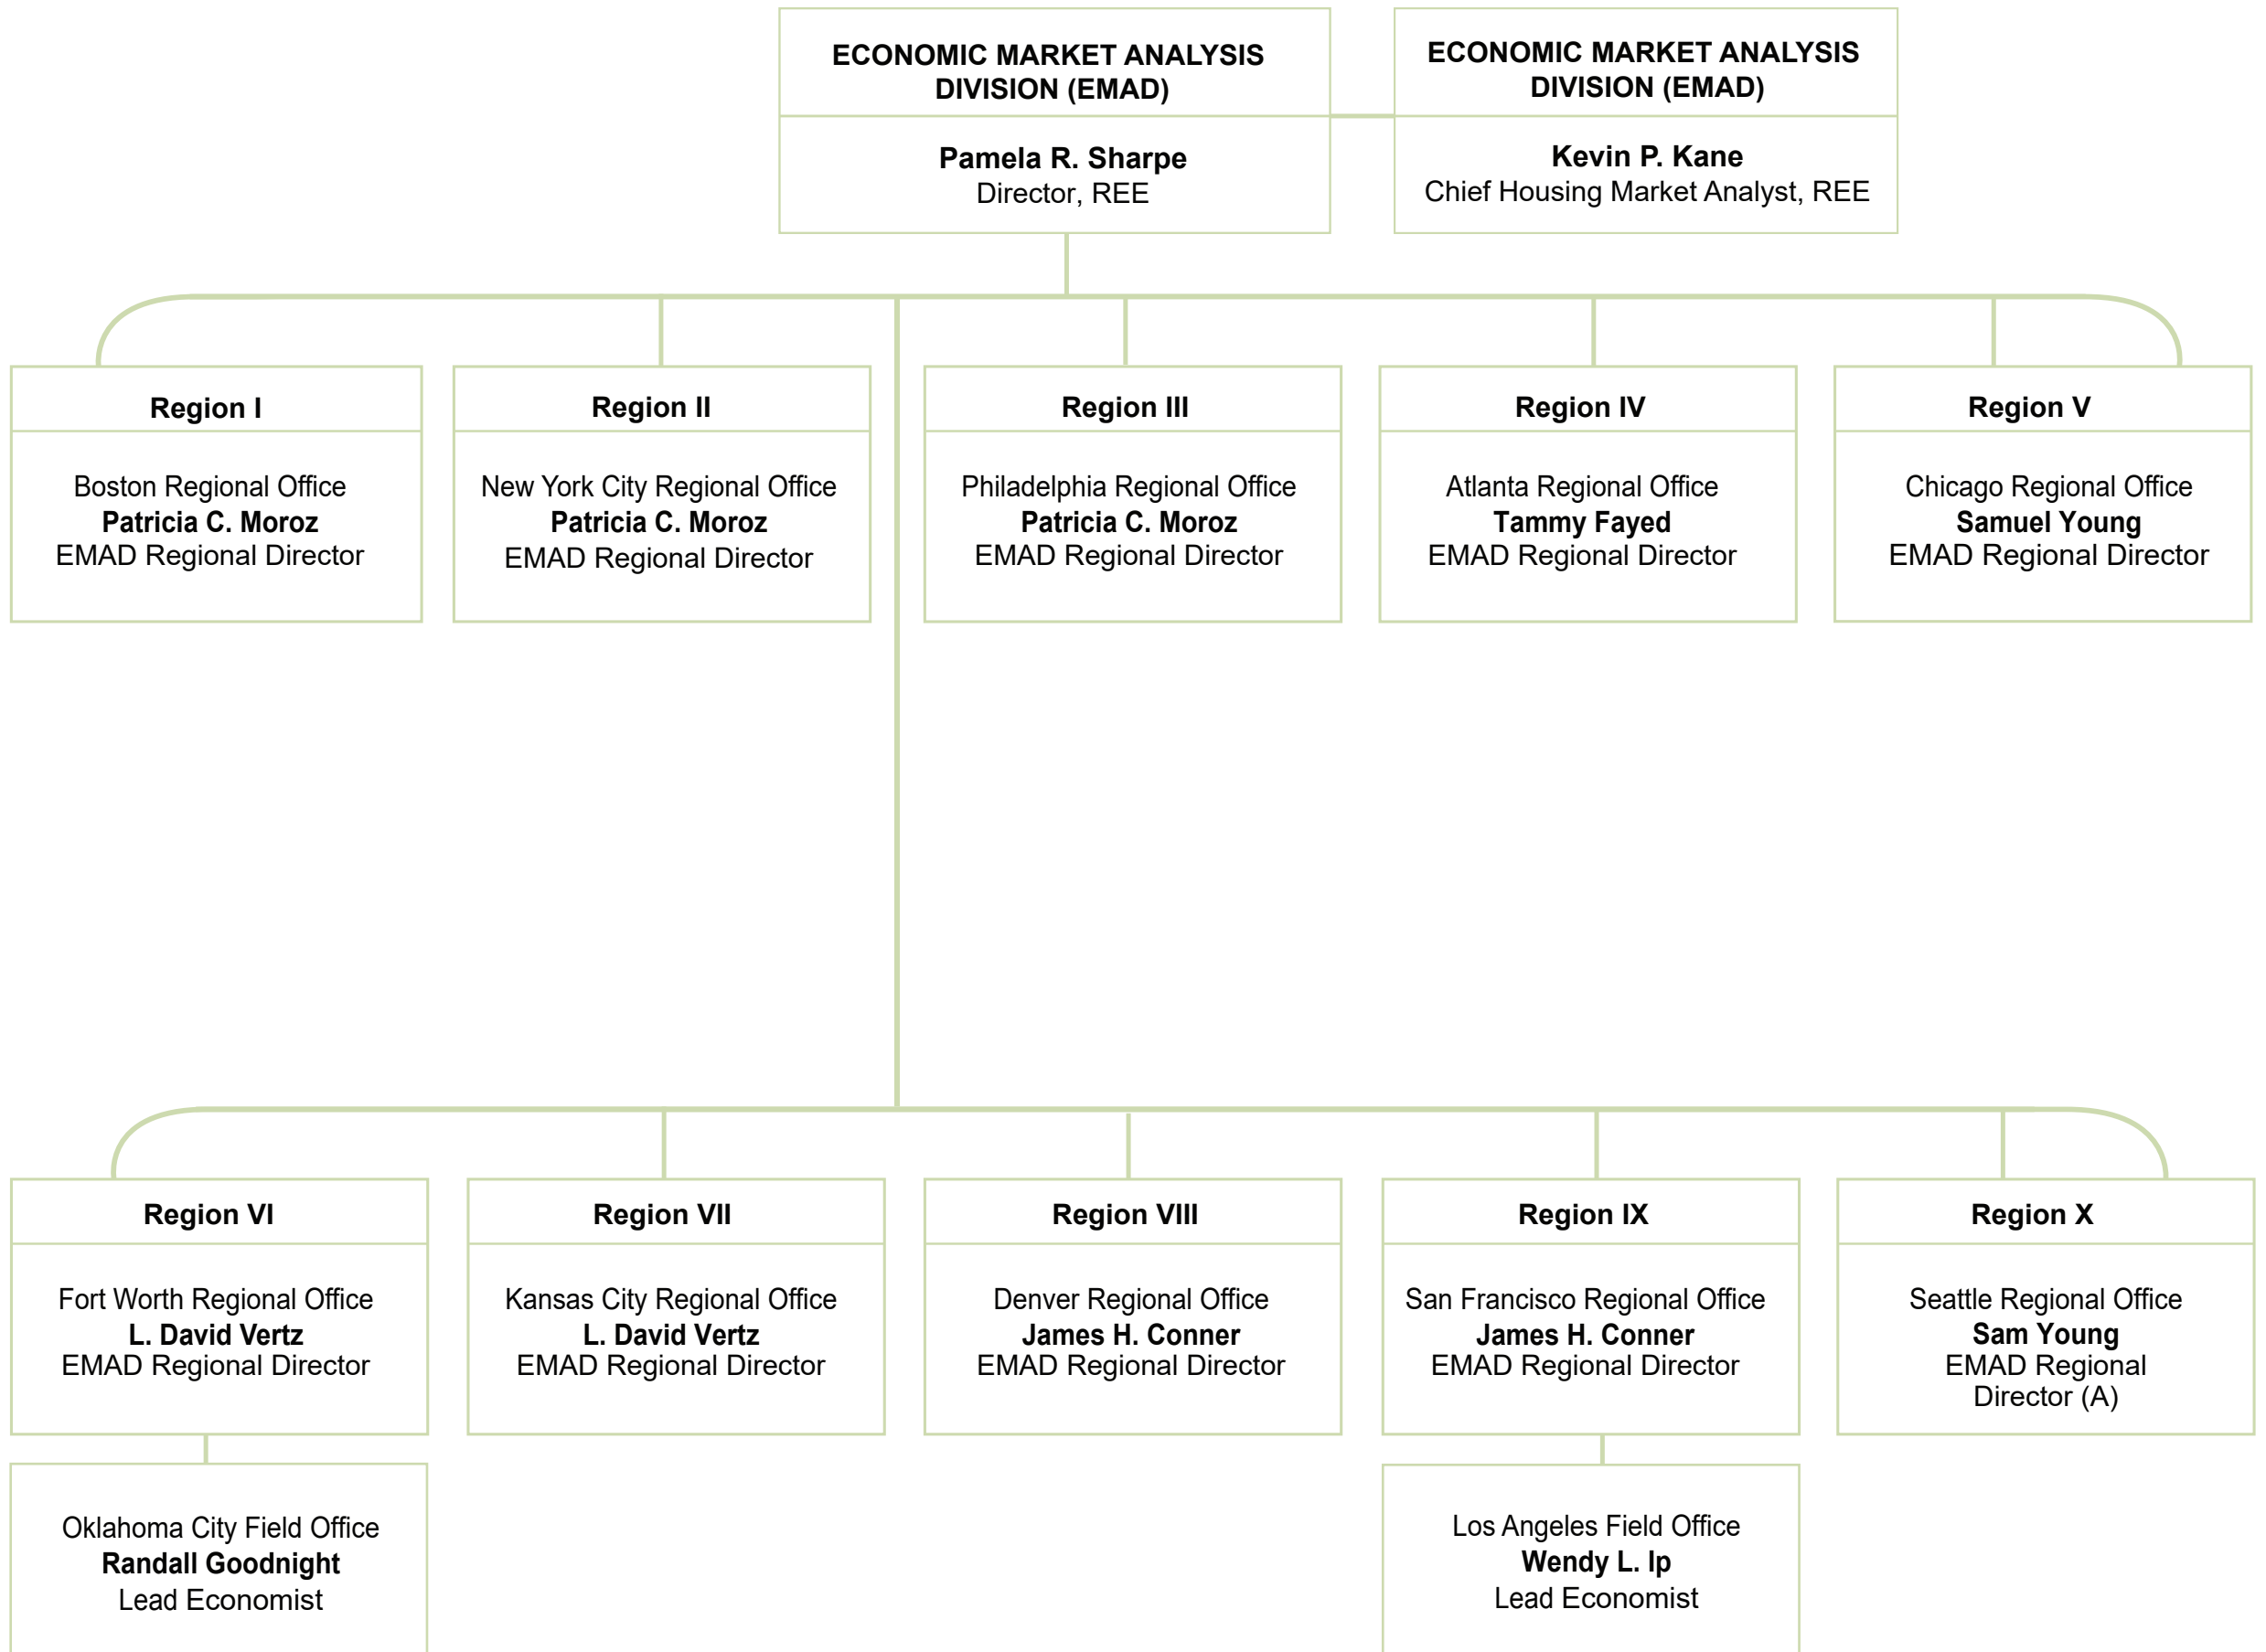 ECONOMIC MARKET ANALYSIS
DIVISION (EMAD)
Pamela R. Sharpe
Director, REE
ECONOMIC MARKET ANALYSIS
DIVISION (EMAD)
Kevin P. Kane
Chief Housing Market Analyst, REE
Region I
Boston Regional Office
Patricia C. Moroz
EMAD Regional Director
Region II
New York City Regional Office
Patricia C. Moroz
EMAD Regional Director
Region III
Philadelphia Regional Office
Patricia C. Moroz
EMAD Regional Director
Region IV
Atlanta Regional Office
Tammy Fayed
EMAD Regional Director
Region V
Chicago Regional Office
Samuel Young
EMAD Regional Director
Region VI
Fort Worth Regional Office
L. David Vertz
EMAD Regional Director
Oklahoma City Field Office
Randall Goodnight
Lead Economist
Region VII
Kansas City Regional Office
L. David Vertz
EMAD Regional Director
Region VIII
Denver Regional Office
James H. Conner
EMAD Regional Director
Region IX
San Francisco Regional Office
James H. Conner
EMAD Regional Director
Los Angeles Field Office
Wendy L. Ip
Lead Economist
Region X
Seattle Regional Office
Sam Young
EMAD Regional
Director (A)